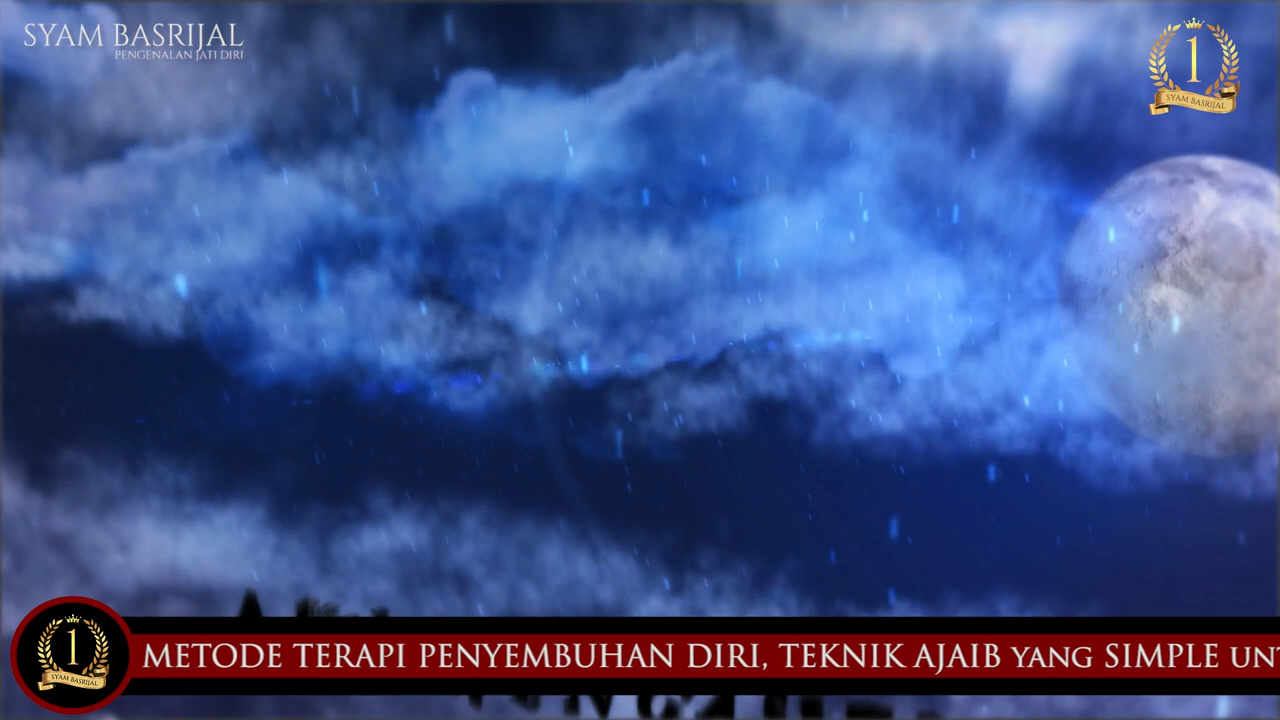 SYAM BASRIJAL
PENGENALAN JATI DIRI
1
SYAM BASRIJAL
1
SYAM BASRIJAL
METODE TERAPI PENYEMBUHAN DIRI, TEKNIK AJAIB YANG SIMPLE